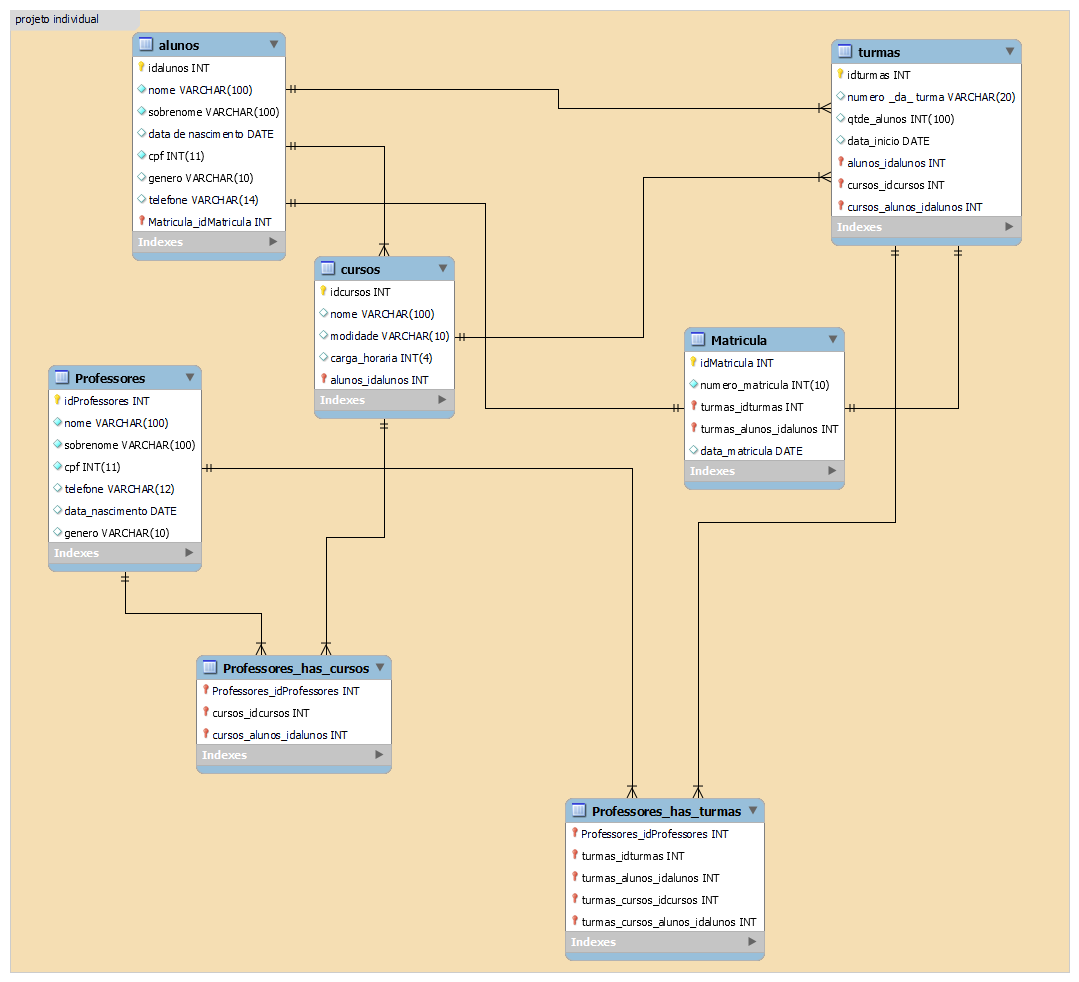 projeto individual
alunos
idalunos INT
nome VARCHAR(100)
sobrenome VARCHAR(100)
data de nascimento DATE
cpf INT(11)
genero VARCHAR(10)
telefone VARCHAR(14)
Matricula_idMatricula INT
Indexes
turmas
idturmas INT
numero _da_ turma VARCHAR(20)
qtde_alunos INT(100)
data_inicio DATE
alunos_idalunos INT
cursos_idcursos INT
cursos_alunos_idalunos INT
Indexes
cursos
idcursos INT
nome VARCHAR(100)
modidade VARCHAR(10)
carga_horaria INT(4)
alunos_idalunos INT
Indexes
Matricula
idMatricula INT
numero_matricula INT(10)
turmas_idturmas INT
turmas_alunos_idalunos INT
data_matricula DATE
Indexes
Professores
idProfessores INT
nome VARCHAR(100)
sobrenome VARCHAR(100)
cpf INT(11)
telefone VARCHAR(12)
data_nascimento DATE
genero VARCHAR(10)
Indexes
Professores_has_cursos
Professores_idProfessores INT
cursos_idcursos INT
cursos_alunos_idalunos INT
Indexes
Professores_has_turmas
Professores_idProfessores INT
turmas_idturmas INT
turmas_alunos_idalunos INT
turmas_cursos_idcursos INT
turmas_cursos_alunos_idalunos INT
Indexes